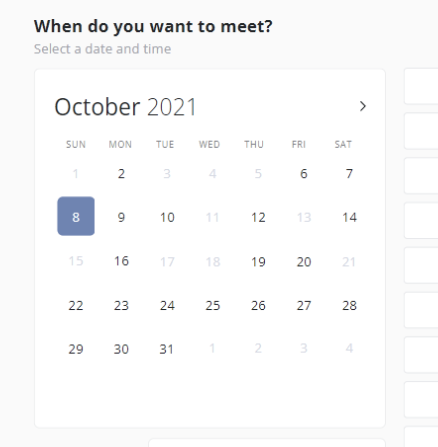 When do you want to meet?
Select a date and time
October 2021
SUN MON TUE WED THU FRI SAT
1 2 3 4 5 6 7
8 9 10 11 12 13 14
15 16 17 18 19 20 21
22 23 24 25 26 27 28
29 30 31 1 2 3 4